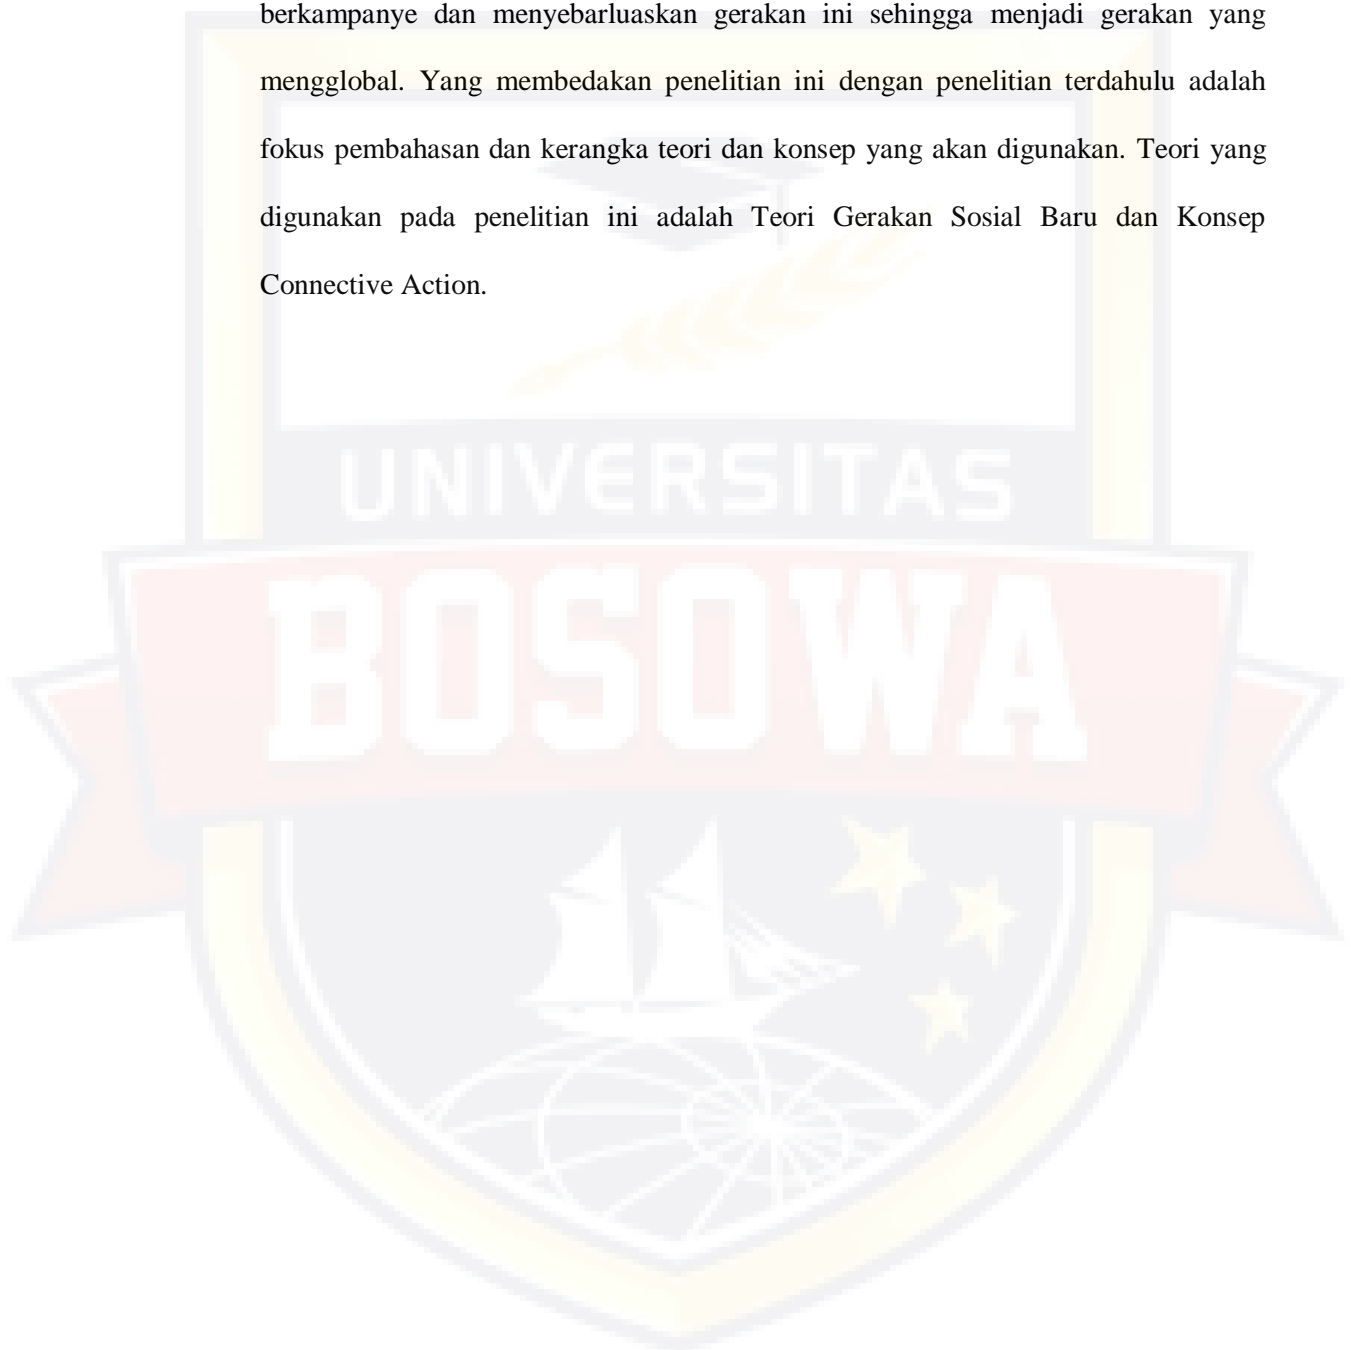 berkampanye dan menyebarluaskan gerakan ini sehingga menjadi gerakan yang
mengglobal. Yang membedakan penelitian ini dengan penelitian terdahulu adalah
fokus pembahasan dan kerangka teori dan konsep yang akan digunakan. Teori yang
digunakan pada penelitian ini adalah Teori Gerakan Sosial Baru dan Konsep
Connective Action.
UNIVERSITAS
BOSOWA